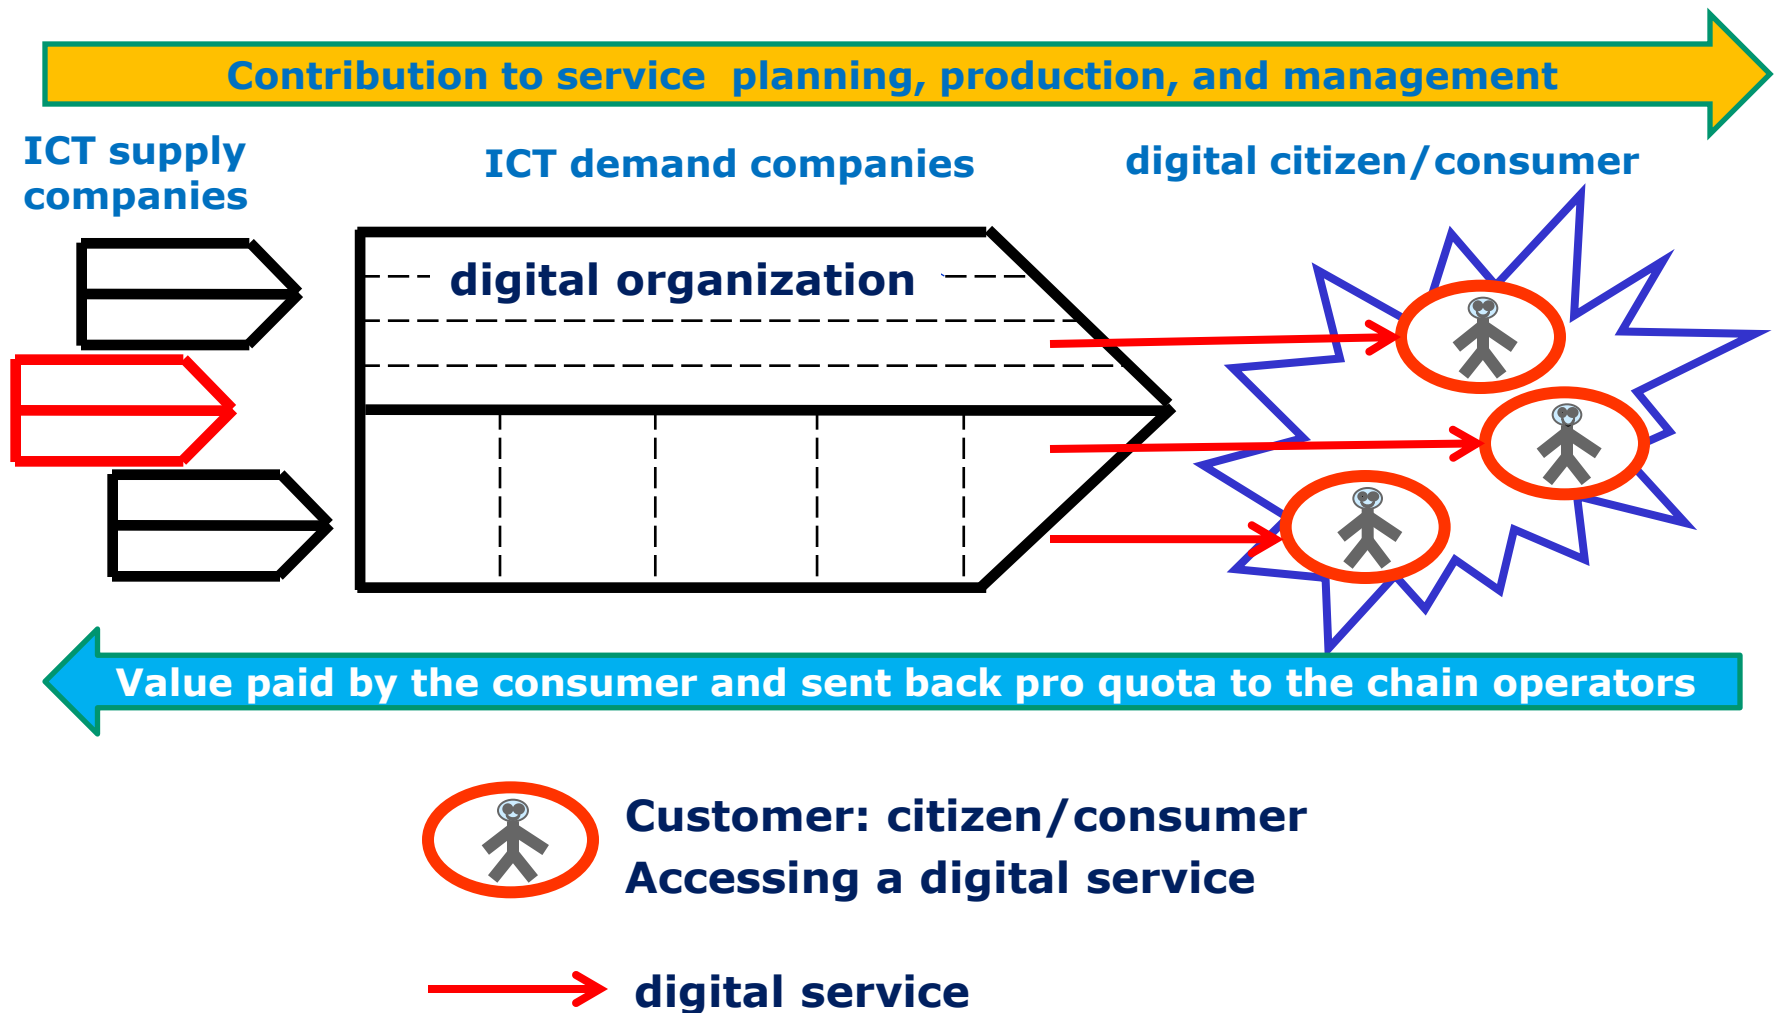 Contribution to service  planning, production, and management
ICT supply
companies
ICT demand companies
digital citizen/consumer
digital organization
Value paid by the consumer and sent back pro quota to the chain operators
Customer: citizen/consumer
Accessing a digital service
digital service